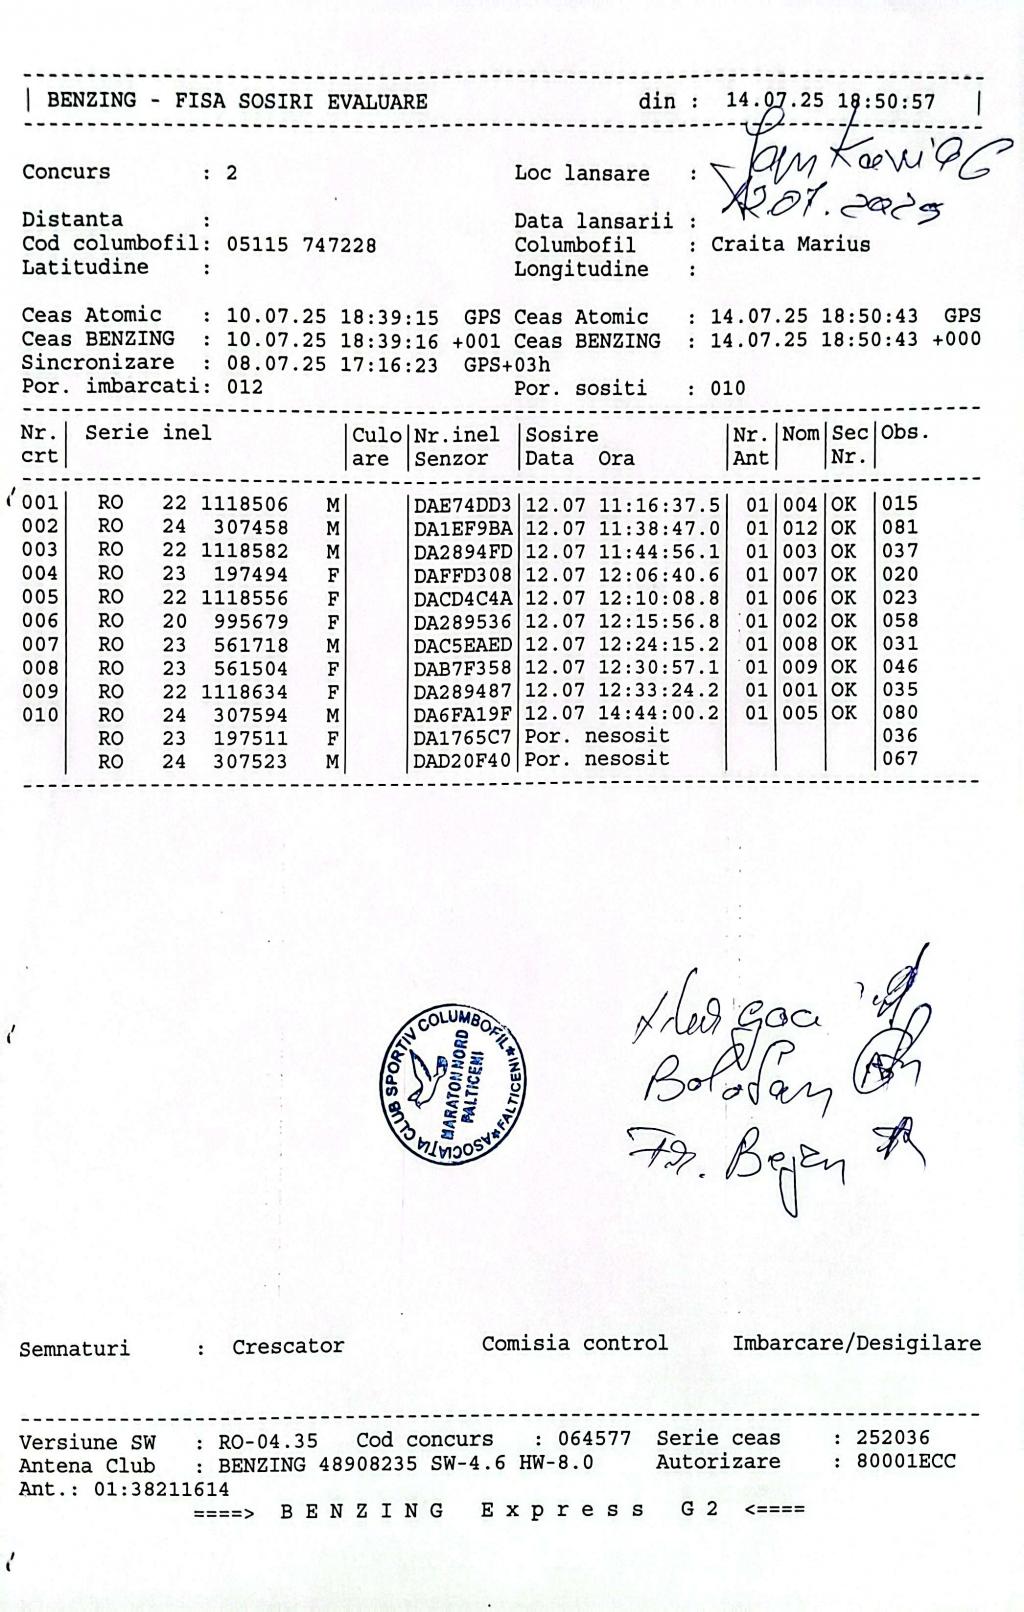 BENZING - FISA SOSIRI EVALUARE din : 14.07.25 18:50:57
Concurs : 2 Loc lansare :
12.07.2025
Distanta : Data lansarii :
Cod columbofil: 05115 747228 Columbofil : Craita Marius
Latitudine : Longitudine :
Ceas Atomic : 10.07.25 18:39:15 GPS Ceas Atomic : 14.07.25 18:50:43 GPS
Ceas BENZING : 10.07.25 18:39:16 +001 Ceas BENZING : 14.07.25 18:50:43 +000
Sincronizare : 08.07.25 17:16:23 GPS+03h
Por. imbarcati: 012 Por. sositi : 010
Nr. | Serie inel | Culo | Nr.inel | Sosire | Nr. | Nom | Sec | Obs.
crt | | are | Senzor | Data Ora | Ant | | Nr. |
001 | RO 22 1118506 M | | DAE74DD3 | 12.07 11:16:37.5 | 01 | 004 | OK | 015
002 | RO 24 307458 M | | DA1EF9BA | 12.07 11:38:47.0 | 01 | 012 | OK | 081
003 | RO 22 1118582 M | | DA2894FD | 12.07 11:44:56.1 | 01 | 003 | OK | 037
004 | RO 23 197494 F | | DAFFD308 | 12.07 12:06:40.6 | 01 | 007 | OK | 020
005 | RO 22 1118556 F | | DACD4C4A | 12.07 12:10:08.8 | 01 | 006 | OK | 023
006 | RO 20 995679 F | | DA289536 | 12.07 12:15:56.8 | 01 | 002 | OK | 058
007 | RO 23 561718 M | | DAC5EAED | 12.07 12:24:15.2 | 01 | 008 | OK | 031
008 | RO 23 561504 F | | DAB7F358 | 12.07 12:30:57.1 | 01 | 009 | OK | 046
009 | RO 22 1118634 F | | DA289487 | 12.07 12:33:24.2 | 01 | 001 | OK | 035
010 | RO 24 307594 M | | DA6FA19F | 12.07 14:44:00.2 | 01 | 005 | OK | 080
RO 23 197511 F | | DA1765C7 | Por. nesosit | | | | 036
RO 24 307523 M | | DAD20F40 | Por. nesosit | | | | 067
ASOCIAȚIA CLUB SPORTIV COLUMBOFIL*INFALTICENI*
MARATON NORD
FALTICENI
Bolofan
Fr. Bejan
Semnaturi : Crescator Comisia control Imbarcare/Desigilare
Versiune SW : RO-04.35 Cod concurs : 064577 Serie ceas : 252036
Antena Club : BENZING 48908235 SW-4.6 HW-8.0 Autorizare : 80001ECC
Ant.: 01:38211614
====> B E N Z I N G E x p r e s s G 2 <====